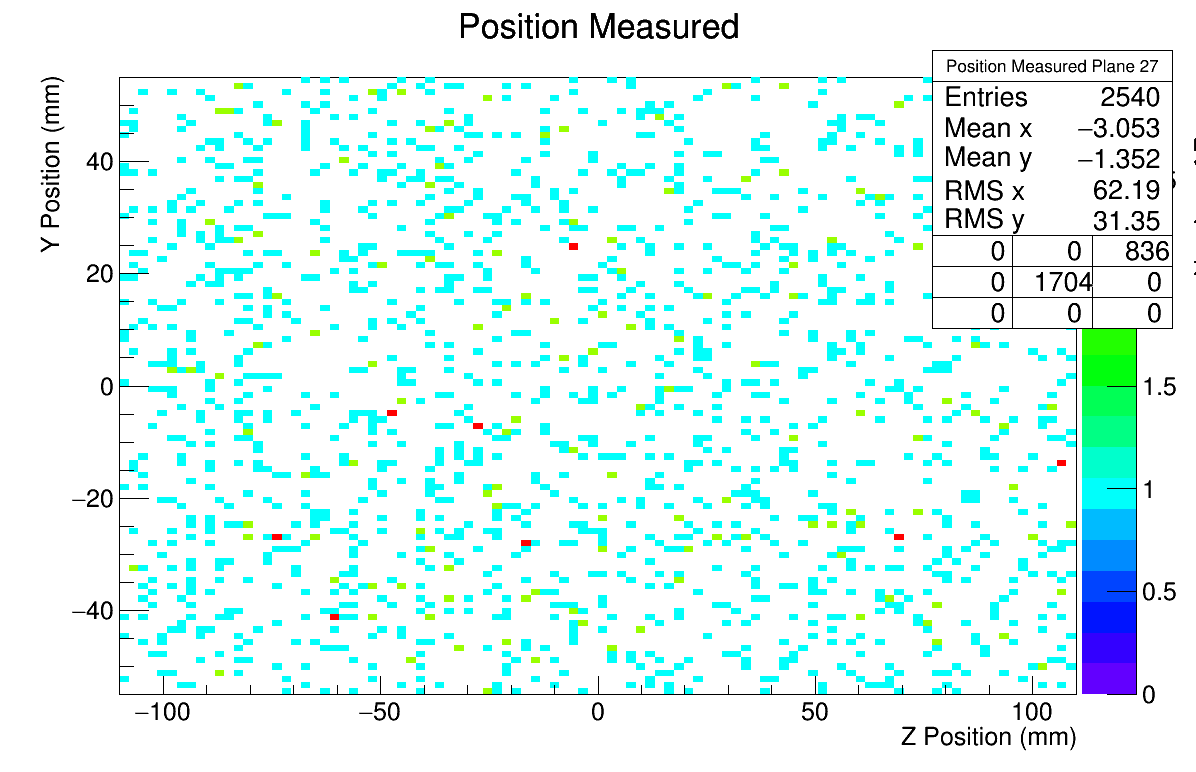 Position Measured
Y Position (mm)
40
20
0
−20
−40
−100
−50
0
50
100
Z Position (mm)
Position Measured Plane 27
Entries 2540
Mean x −3.053
Mean y −1.352
RMS x 62.19
RMS y 31.35
0 0 836
0 1704 0
0 0 0
1.5
1
0.5
0